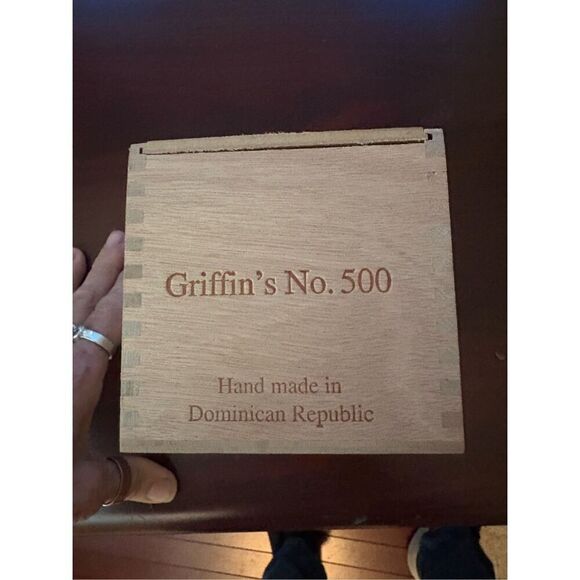 Griffin's No. 500
Hand made in
Dominican Republic